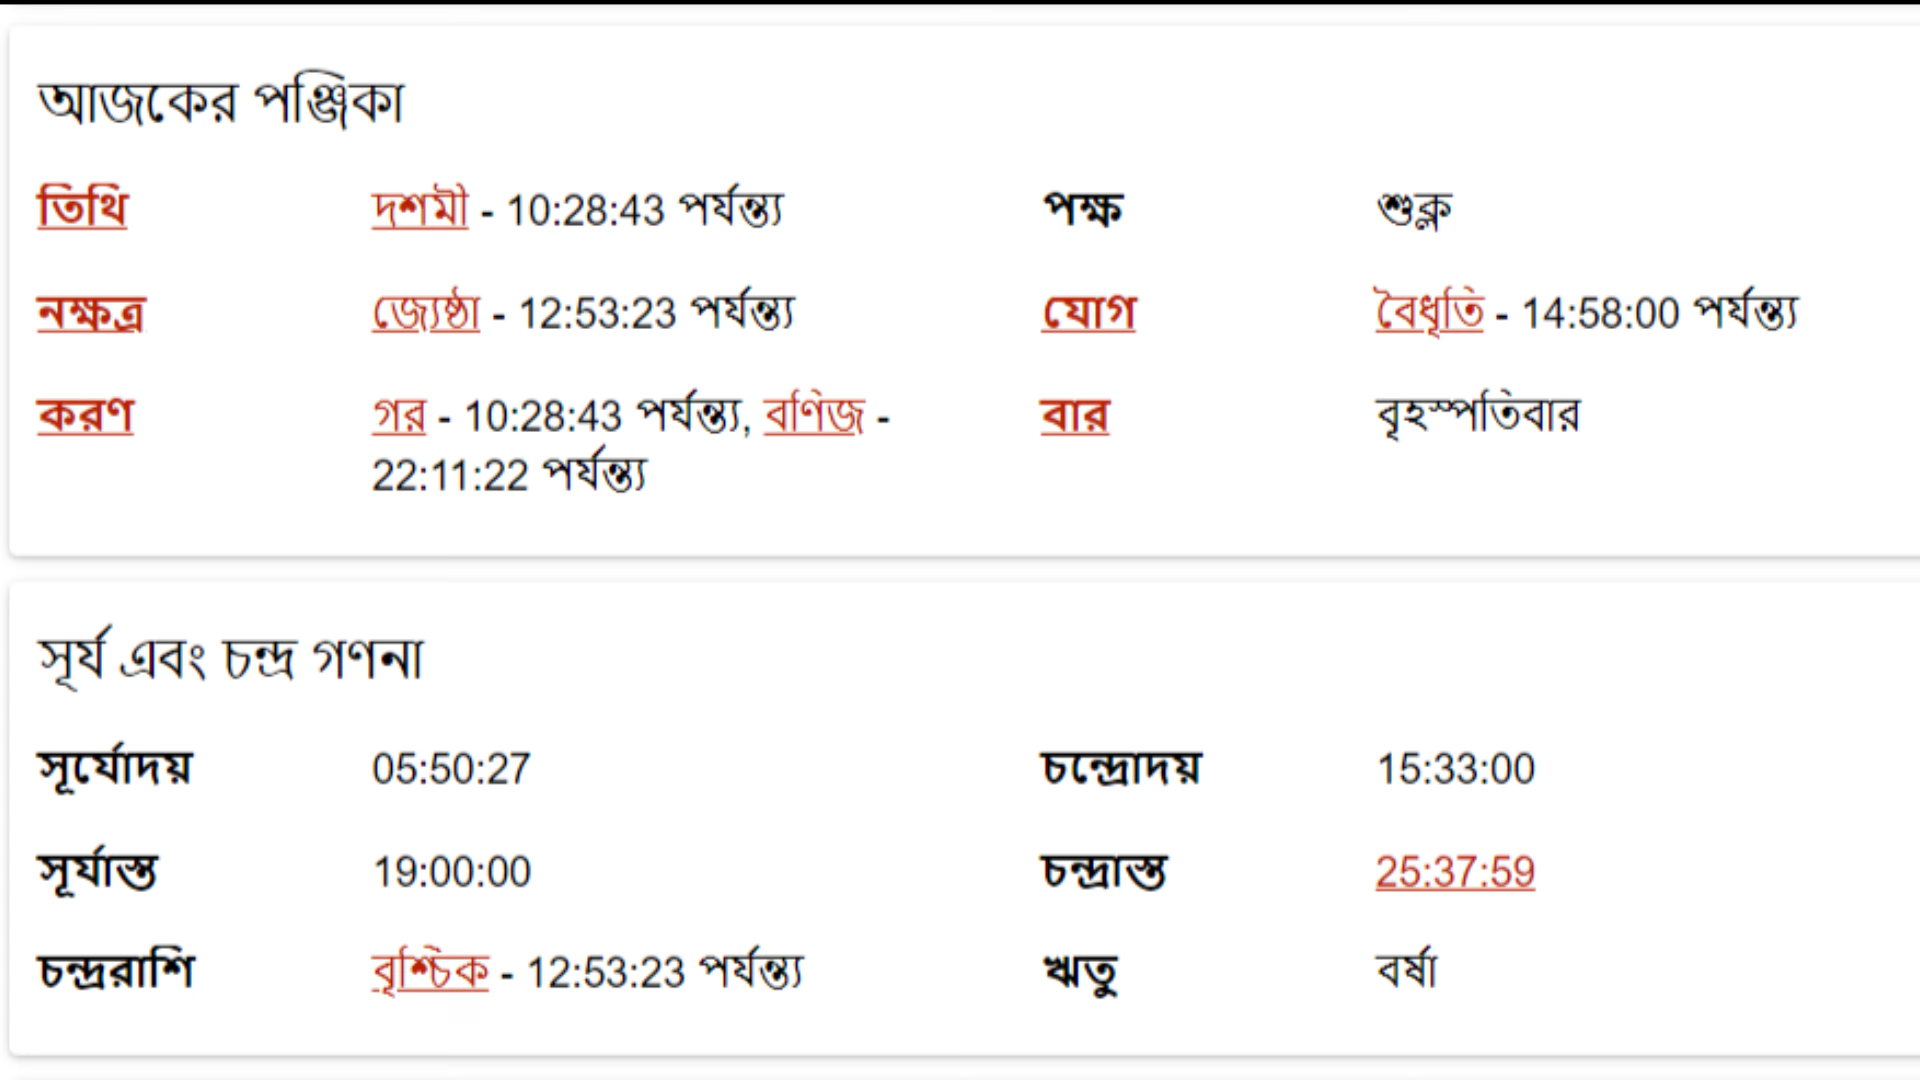 আজকের পঞ্জিকা
তিথি দশমী - 10:28:43 পর্যন্ত্য পক্ষ শুক্ল
নক্ষত্র জ্যেষ্ঠা - 12:53:23 পর্যন্ত্য যোগ বৈধৃতি - 14:58:00 পর্যন্ত্য
করণ গর - 10:28:43 পর্যন্ত্য, বণিজ - বার বৃহস্পতিবার
22:11:22 পর্যন্ত্য
সূর্য এবং চন্দ্র গণনা
সূর্যোদয় 05:50:27 চন্দ্রোদয় 15:33:00
সূর্যাস্ত 19:00:00 চন্দ্রাস্ত 25:37:59
চন্দ্ররাশি বৃশ্চিক - 12:53:23 পর্যন্ত্য ঋতু বর্ষা